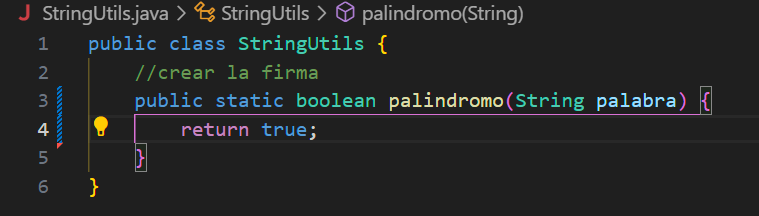 J StringUtils.java > StringUtils > palindromo(String)
1 public class StringUtils {
2 //crear la firma
3 public static boolean palindromo(String palabra) {
4 return true;
5 }
6 }